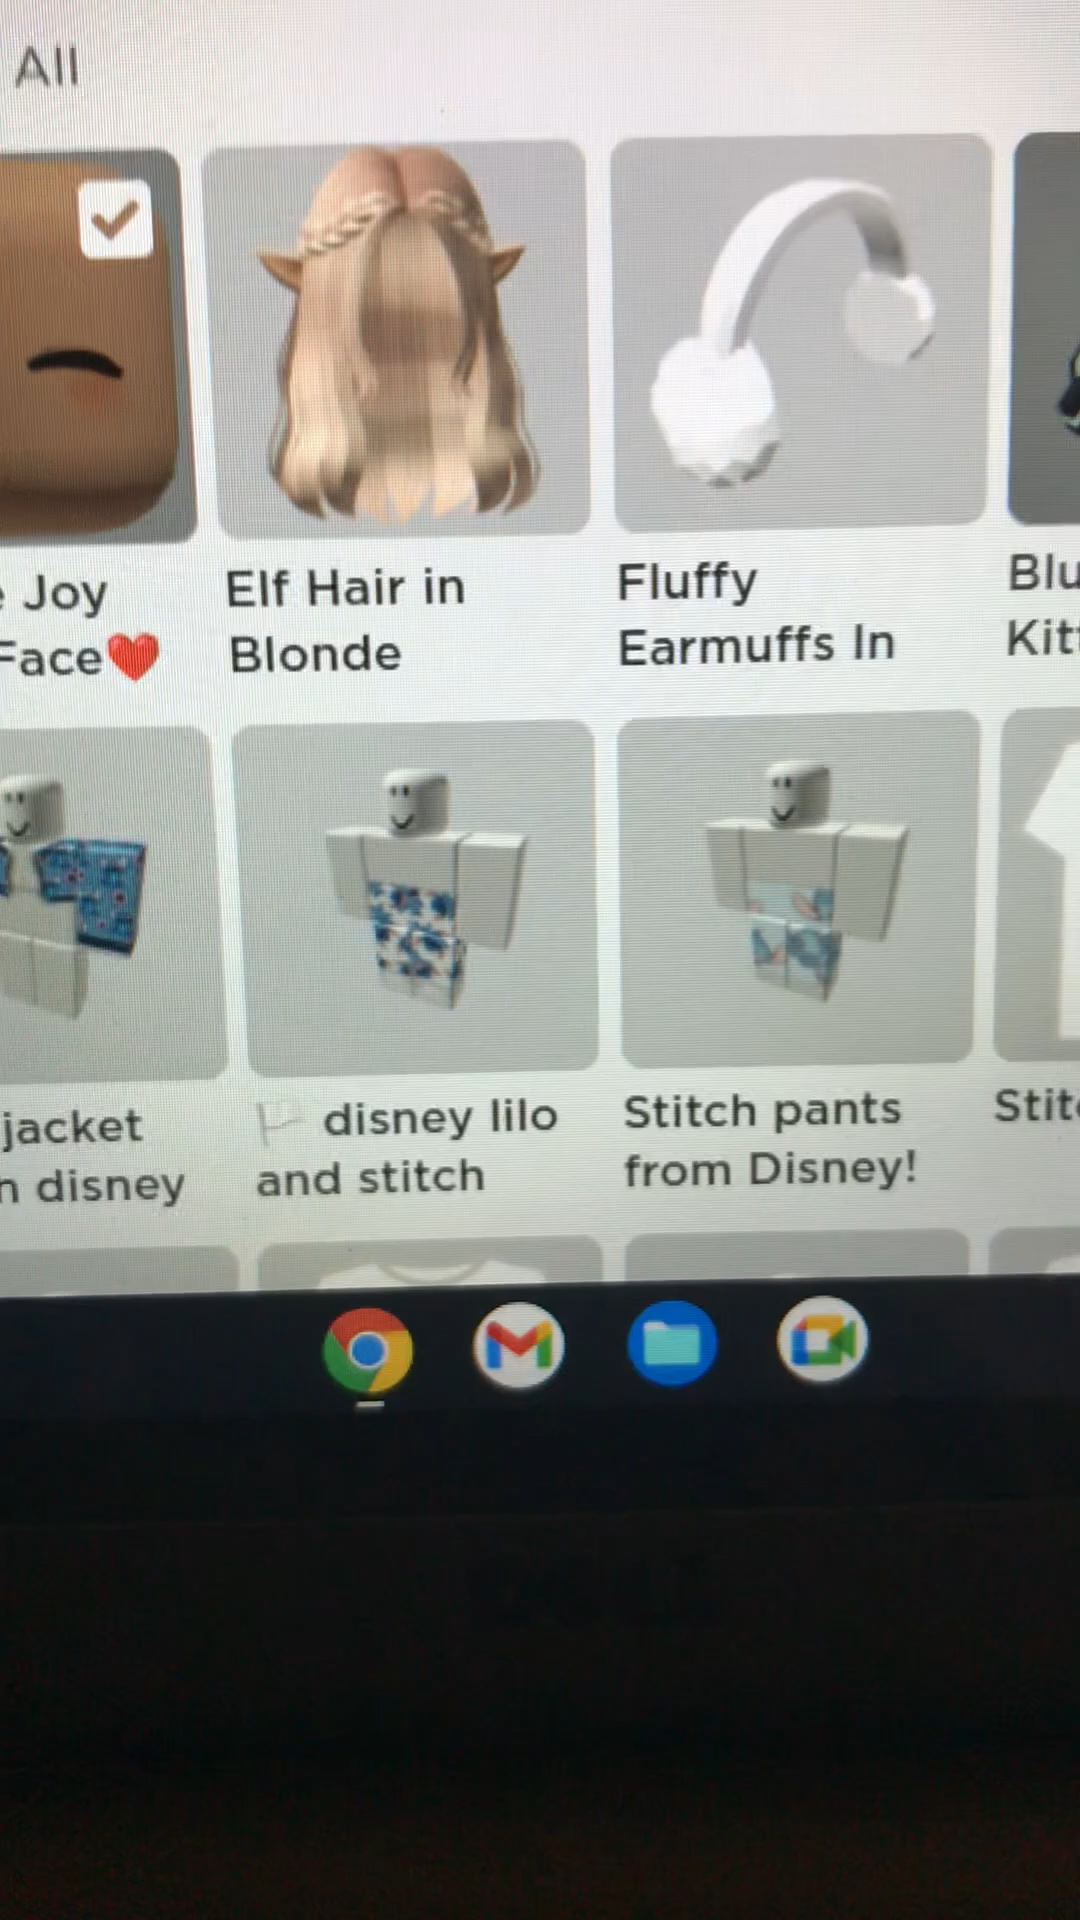 All
Joy
Face❤️
Elf Hair in
Blonde
Fluffy
Earmuffs In
Blu
Kit
jacket
n disney
🏳 disney lilo
and stitch
Stitch pants
from Disney!
Stit